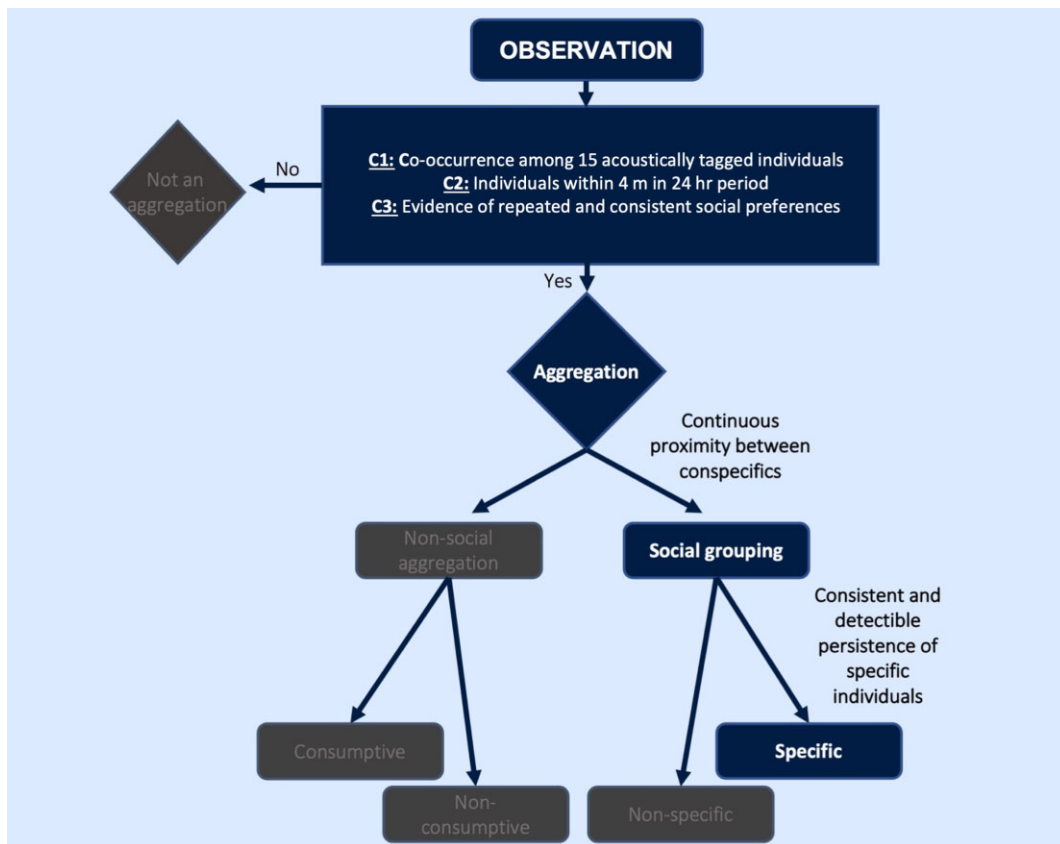 OBSERVATION
C1: Co-occurrence among 15 acoustically tagged individuals
C2: Individuals within 4 m in 24 hr period
C3: Evidence of repeated and consistent social preferences
No
Not an
aggregation
Yes
Aggregation
Continuous
proximity between
conspecifics
Non-social
aggregation
Social grouping
Consistent and
detectible
persistence of
specific
individuals
Consumptive
Specific
Non-
consumptive
Non-specific